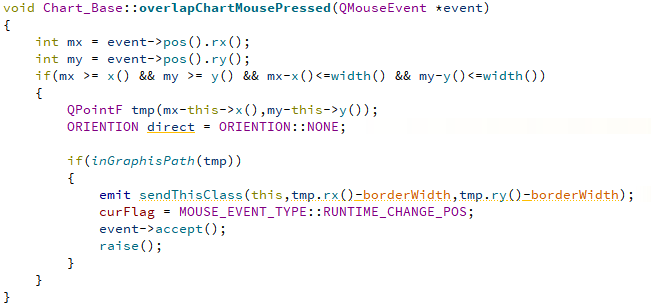 void Chart_Base::overlapChartMousePressed(QMouseEvent *event)
{
    int mx = event->pos().rx();
    int my = event->pos().ry();
    if(mx >= x() && my >= y() && mx-x()<=width() && my-y()<=width())
    {
        QPointF tmp(mx-this->x(),my-this->y());
        ORIENTION direct = ORIENTION::NONE;

        if(inGraphisPath(tmp))
        {
            emit sendThisClass(this,tmp.rx()-borderWidth,tmp.ry()-borderWidth);
            curFlag = MOUSE_EVENT_TYPE::RUNTIME_CHANGE_POS;
            event->accept();
            raise();
        }
    }
}